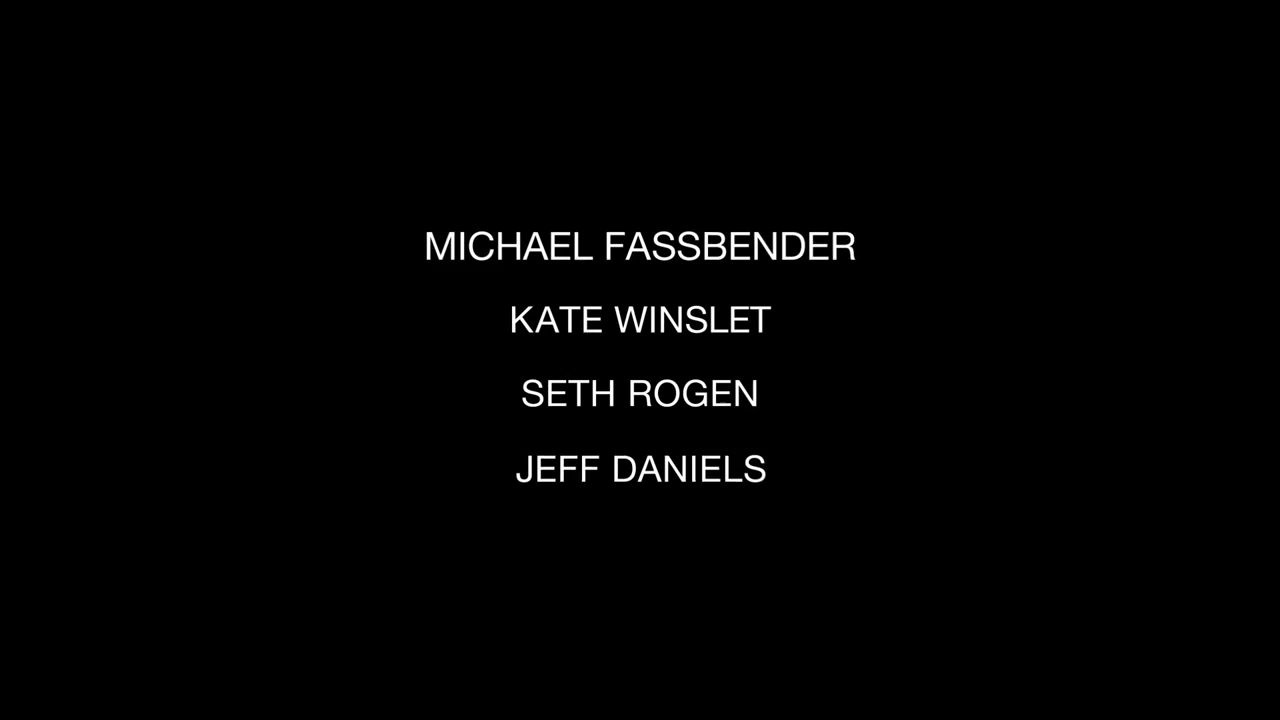 MICHAEL FASSBENDER
KATE WINSLET
SETH ROGEN
JEFF DANIELS